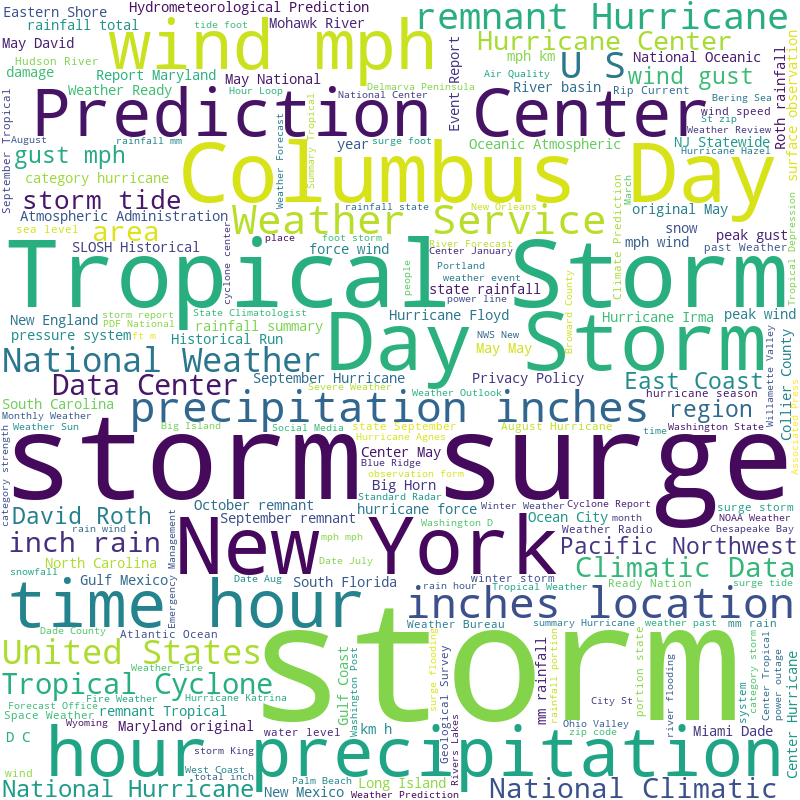 Eastern Shore
Hydrometeorological Prediction
remnant Hurricane
rainfall total
tide foot
Mohawk River
wind mph
Hurricane Center
May David
mph km
U S
National Oceanic
Hudson River
damage
Report Maryland
May National
Air Quality
wind gust
Weather Ready
Hour Loop
Delmarva Peninsula
Event Report
River basin
Rip Current
Bering Sea
Roth rainfall
surface observation
September Tropical
Prediction Center
National Center
wind speed
St zip
August
rainfall mm
Weather Forecast
Summary Tropical
surge foot
Weather Review
gust mph
Columbus Day
year
Oceanic Atmospheric
NJ Statewide
Hurricane Hazel
category hurricane
storm tide
rainfall state
New Orleans
March
original May
Atmospheric Administration
Weather Service
snow
peak gust
sea level
area
place
foot storm
River Forecast
Climate Prediction
mph wind
past Weather
SLOSH Historical
cyclone center
force wind
Center January
Tropical Depression
Tropical Storm
people
Portland
weather event
state rainfall
power line
storm report
State Climatologist
New England
PDF National
rainfall summary
Hurricane Floyd
Broward County
Hurricane Irma
peak wind
pressure system
ft m
Historical Run
Day Storm
NWS New
May May
Willamette Valley
Collier County
National Weather
September Hurricane
Severe Weather
Privacy Policy
East Coast
Data Center
Weather Outlook
hurricane season
Associated Press
South Carolina
precipitation inches
region
Monthly Weather
Weather Sun
Big Island
Social Media
state September
August Hurricane
time
Washington State
category strength
storm surge
Hurricane Agnes
Center May
Blue Ridge
observation form
Big Horn
Standard Radar
Winter Weather
Cyclone Report
David Roth
October remnant
hurricane force
surge storm
rain wind
September remnant
Washington D
Ocean City
month
NOAA Weather
inch rain
Emergency Management
New York
mph mph
Weather Radio
Chesapeake Bay
Pacific Northwest
North Carolina
Date July
snowfall
Gulf Mexico
Date Aug
South Florida
winter storm
Tropical Weather
Climatic Data
time hour
rain hour
Ready Nation
surge tide
inches location
Dade County
Atlantic Ocean
Weather Bureau
summary Hurricane
weather past
mm rain
United States
storm
Weather Fire
Gulf Coast
Washington Post
surge flooding
Geological Survey
mm rainfall
rainfall portion
portion state
river flooding
system
category storm
Center Tropical
power outage
Center Hurricane
Tropical Cyclone
Fire Weather
Hurricane Katrina
City St
Forecast Office
Space Weather
remnant Tropical
Wyoming
Maryland original
water level
km h
Rivers Lakes
Ohio Valley
zip code
Miami Dade
D C
storm King
hour precipitation
wind
West Coast
total inch
National Hurricane
Palm Beach
New Mexico
Long Island
Weather Prediction
National Climatic